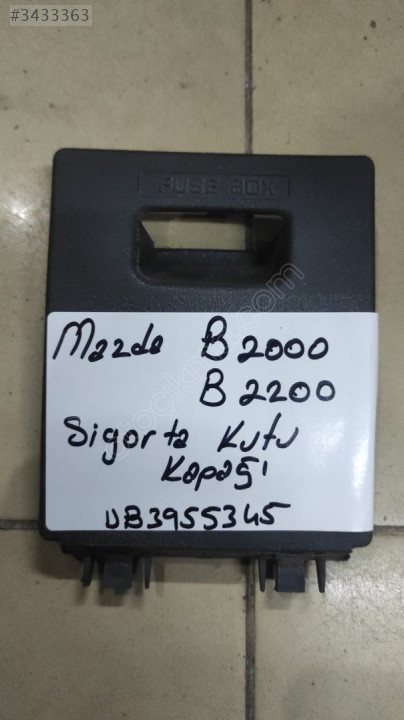 #3433363
FUSE BOX
Mazda B2000
B2200
Sigorta Kutu
Kapağı
UB3955345